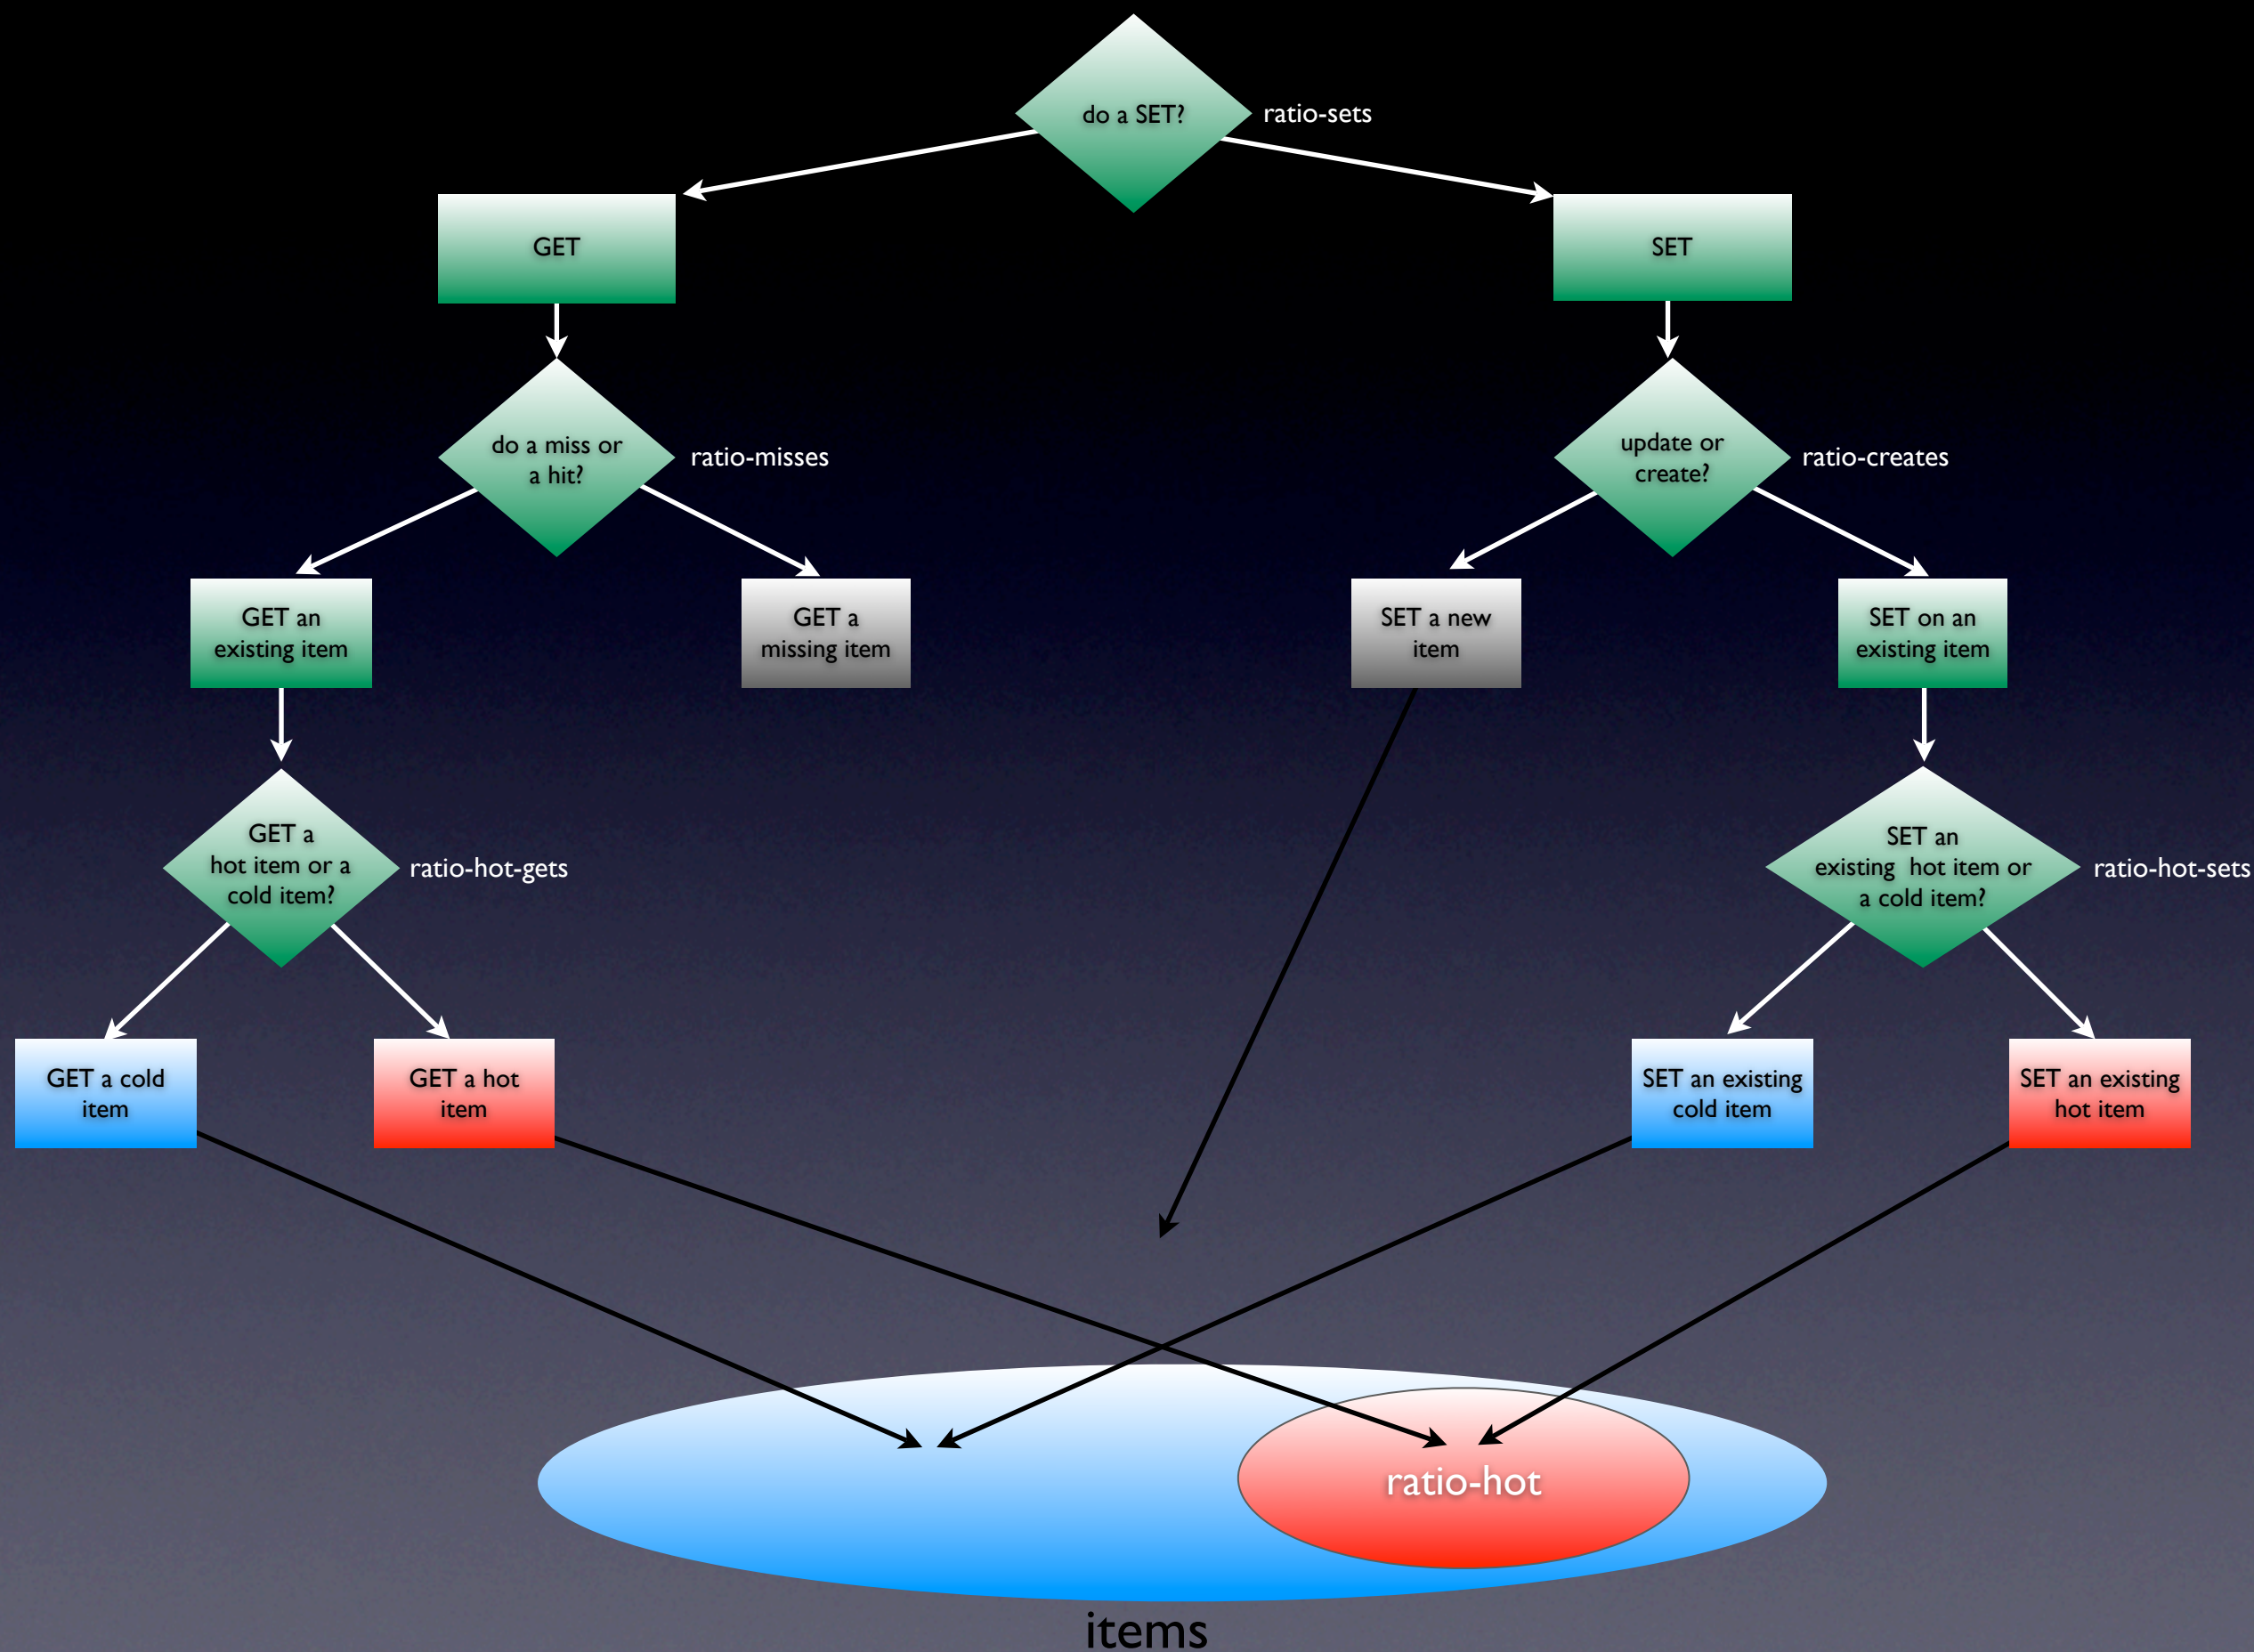 do a SET?
ratio-sets
GET
SET
do a miss or
a hit?
ratio-misses
update or
create?
ratio-creates
GET an
existing item
GET a
missing item
SET a new
item
SET on an
existing item
GET a
hot item or a
cold item?
ratio-hot-gets
SET an
existing hot item or
a cold item?
ratio-hot-sets
GET a cold
item
GET a hot
item
SET an existing
cold item
SET an existing
hot item
ratio-hot
items